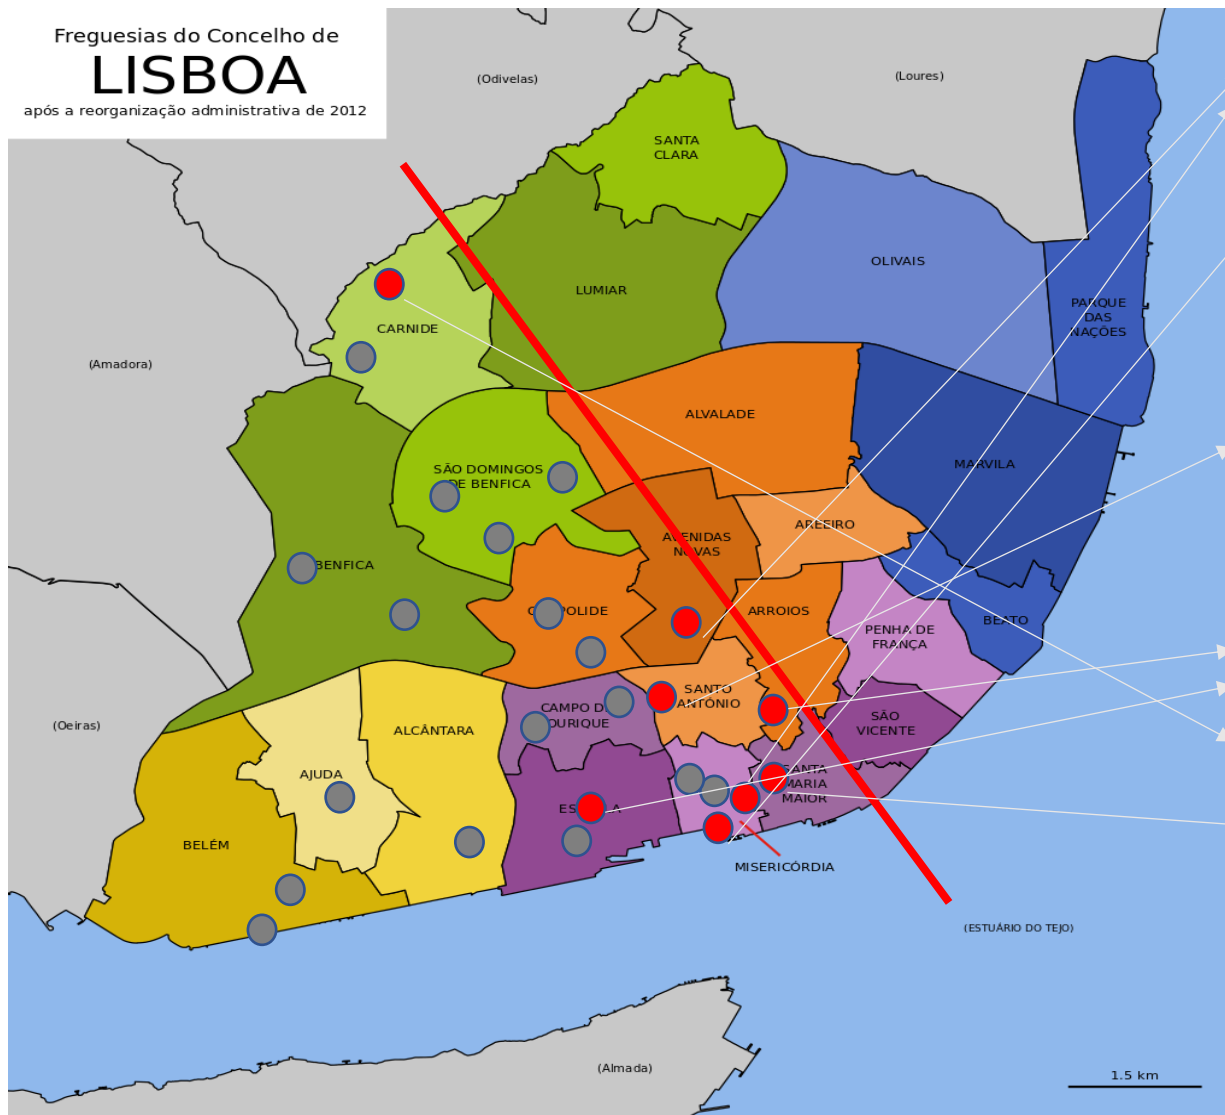 Freguesias do Concelho de
LISBOA
após a reorganização administrativa de 2012
(Odivelas)
(Loures)
SANTA
CLARA
OLIVAIS
LUMIAR
PARQUE
DAS
NAÇÕES
CARNIDE
(Amadora)
ALVALADE
SÃO DOMINGOS
DE BENFICA
MARVILA
AREEIRO
AVENIDAS
NOVAS
BENFICA
ARROIOS
BEATO
PENHA DE
FRANÇA
SANTO
ANTÓNIO
CAMPO DE
OURIQUE
SÃO
VICENTE
(Oeiras)
ALCÂNTARA
AJUDA
SANTA
MARIA
MAIOR
BELÉM
MISERICÓRDIA
(ESTUÁRIO DO TEJO)
(Almada)
1.5 km